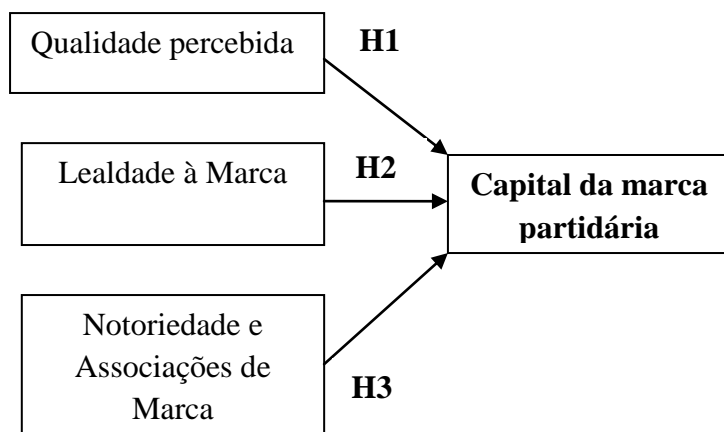 Qualidade percebida
H1
Lealdade à Marca
H2
Capital da marca
partidária
Notoriedade e
Associações de
Marca
H3